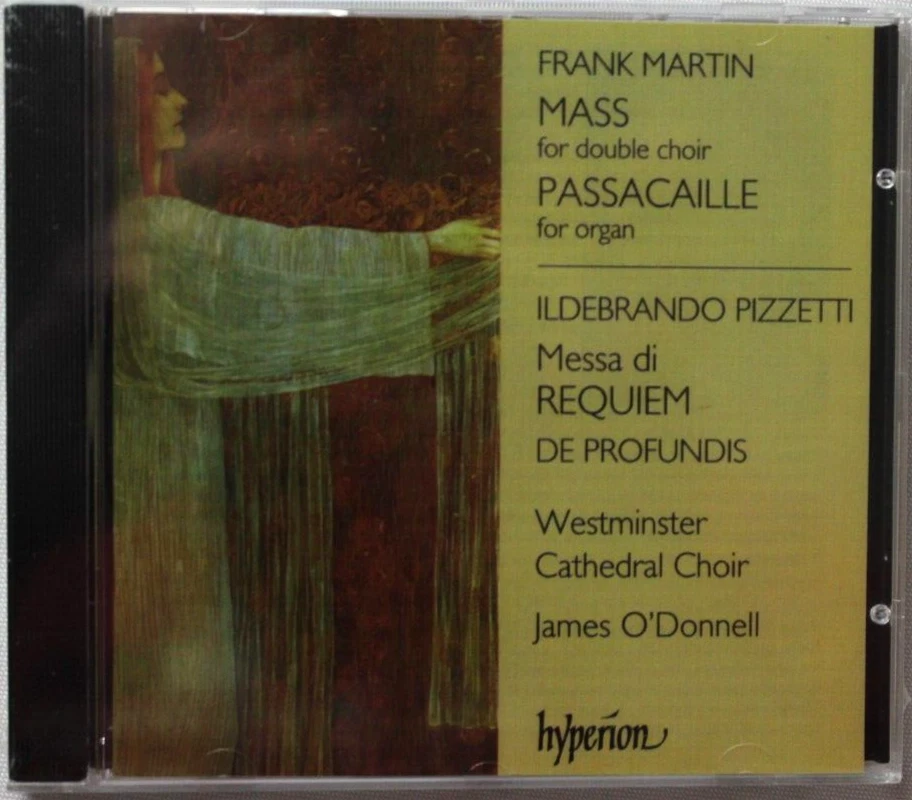 FRANK MARTIN
MASS
for double choir
PASSACAILLE
for organ
ILDEBRANDO PIZZETTI
Messa di
REQUIEM
DE PROFUNDIS
Westminster
Cathedral Choir
James O'Donnell
hyperion